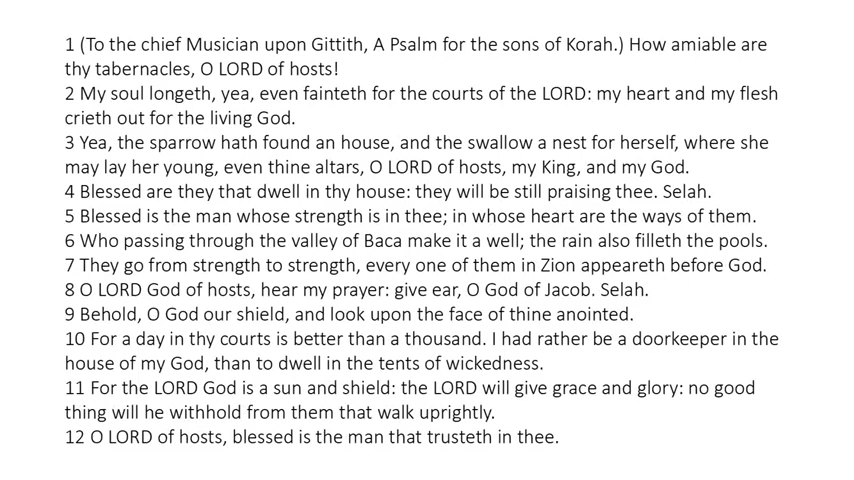 1 (To the chief Musician upon Gittith, A Psalm for the sons of Korah.) How amiable are
thy tabernacles, O LORD of hosts!
2 My soul longeth, yea, even fainteth for the courts of the LORD: my heart and my flesh
crieth out for the living God.
3 Yea, the sparrow hath found an house, and the swallow a nest for herself, where she
may lay her young, even thine altars, O LORD of hosts, my King, and my God.
4 Blessed are they that dwell in thy house: they will be still praising thee. Selah.
5 Blessed is the man whose strength is in thee; in whose heart are the ways of them.
6 Who passing through the valley of Baca make it a well; the rain also filleth the pools.
7 They go from strength to strength, every one of them in Zion appeareth before God.
8 O LORD God of hosts, hear my prayer: give ear, O God of Jacob. Selah.
9 Behold, O God our shield, and look upon the face of thine anointed.
10 For a day in thy courts is better than a thousand. I had rather be a doorkeeper in the
house of my God, than to dwell in the tents of wickedness.
11 For the LORD God is a sun and shield: the LORD will give grace and glory: no good
thing will he withhold from them that walk uprightly.
12 O LORD of hosts, blessed is the man that trusteth in thee.